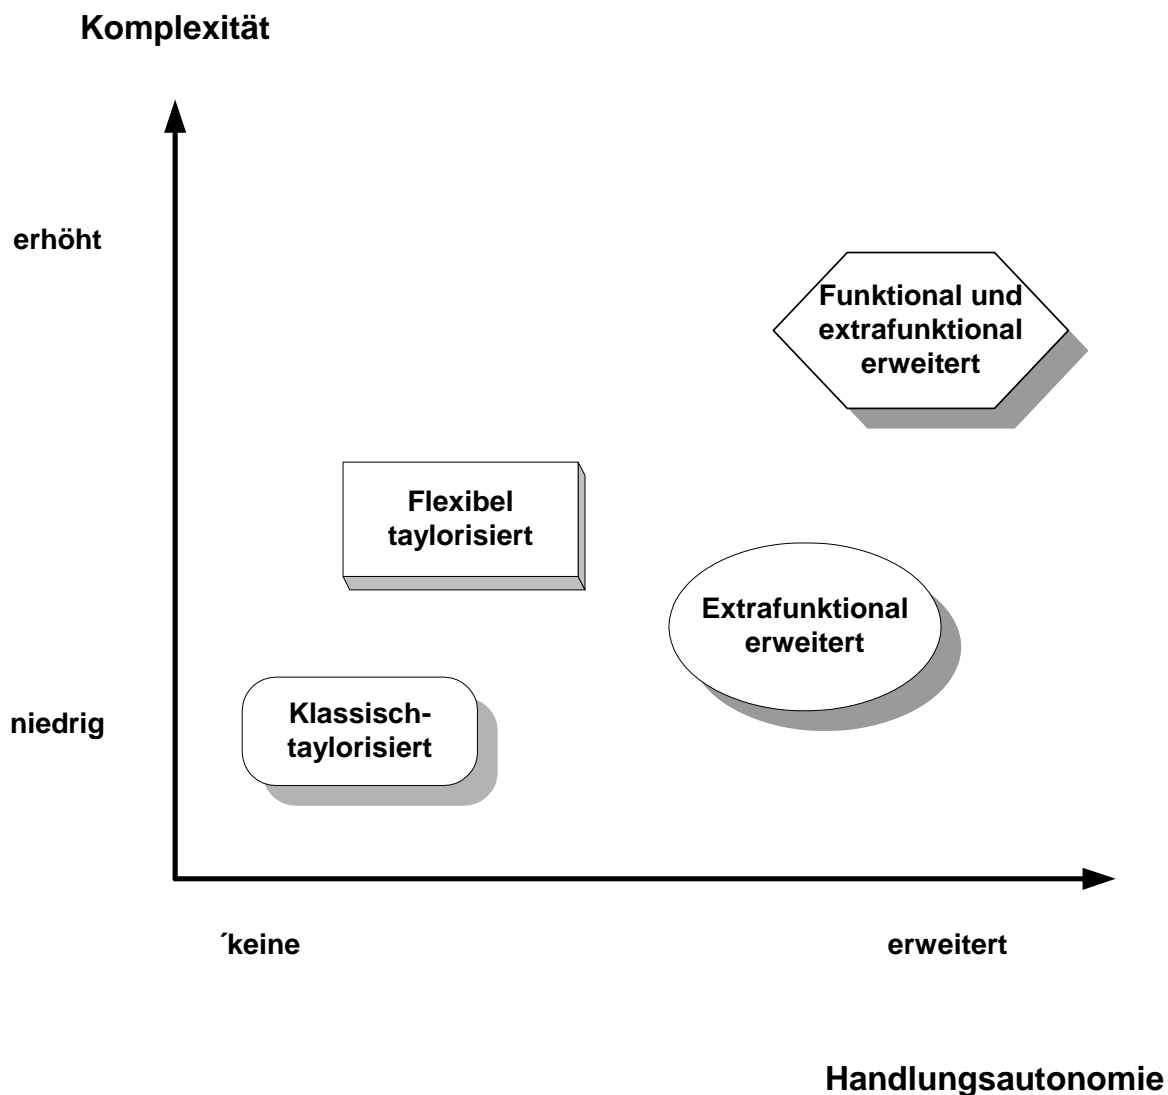 Komplexität
erhöht
Funktional und
extrafunktional
erweitert
Flexibel
taylorisiert
Extrafunktional
erweitert
Klassisch-
taylorisiert
niedrig
´keine
erweitert
Handlungsautonomie